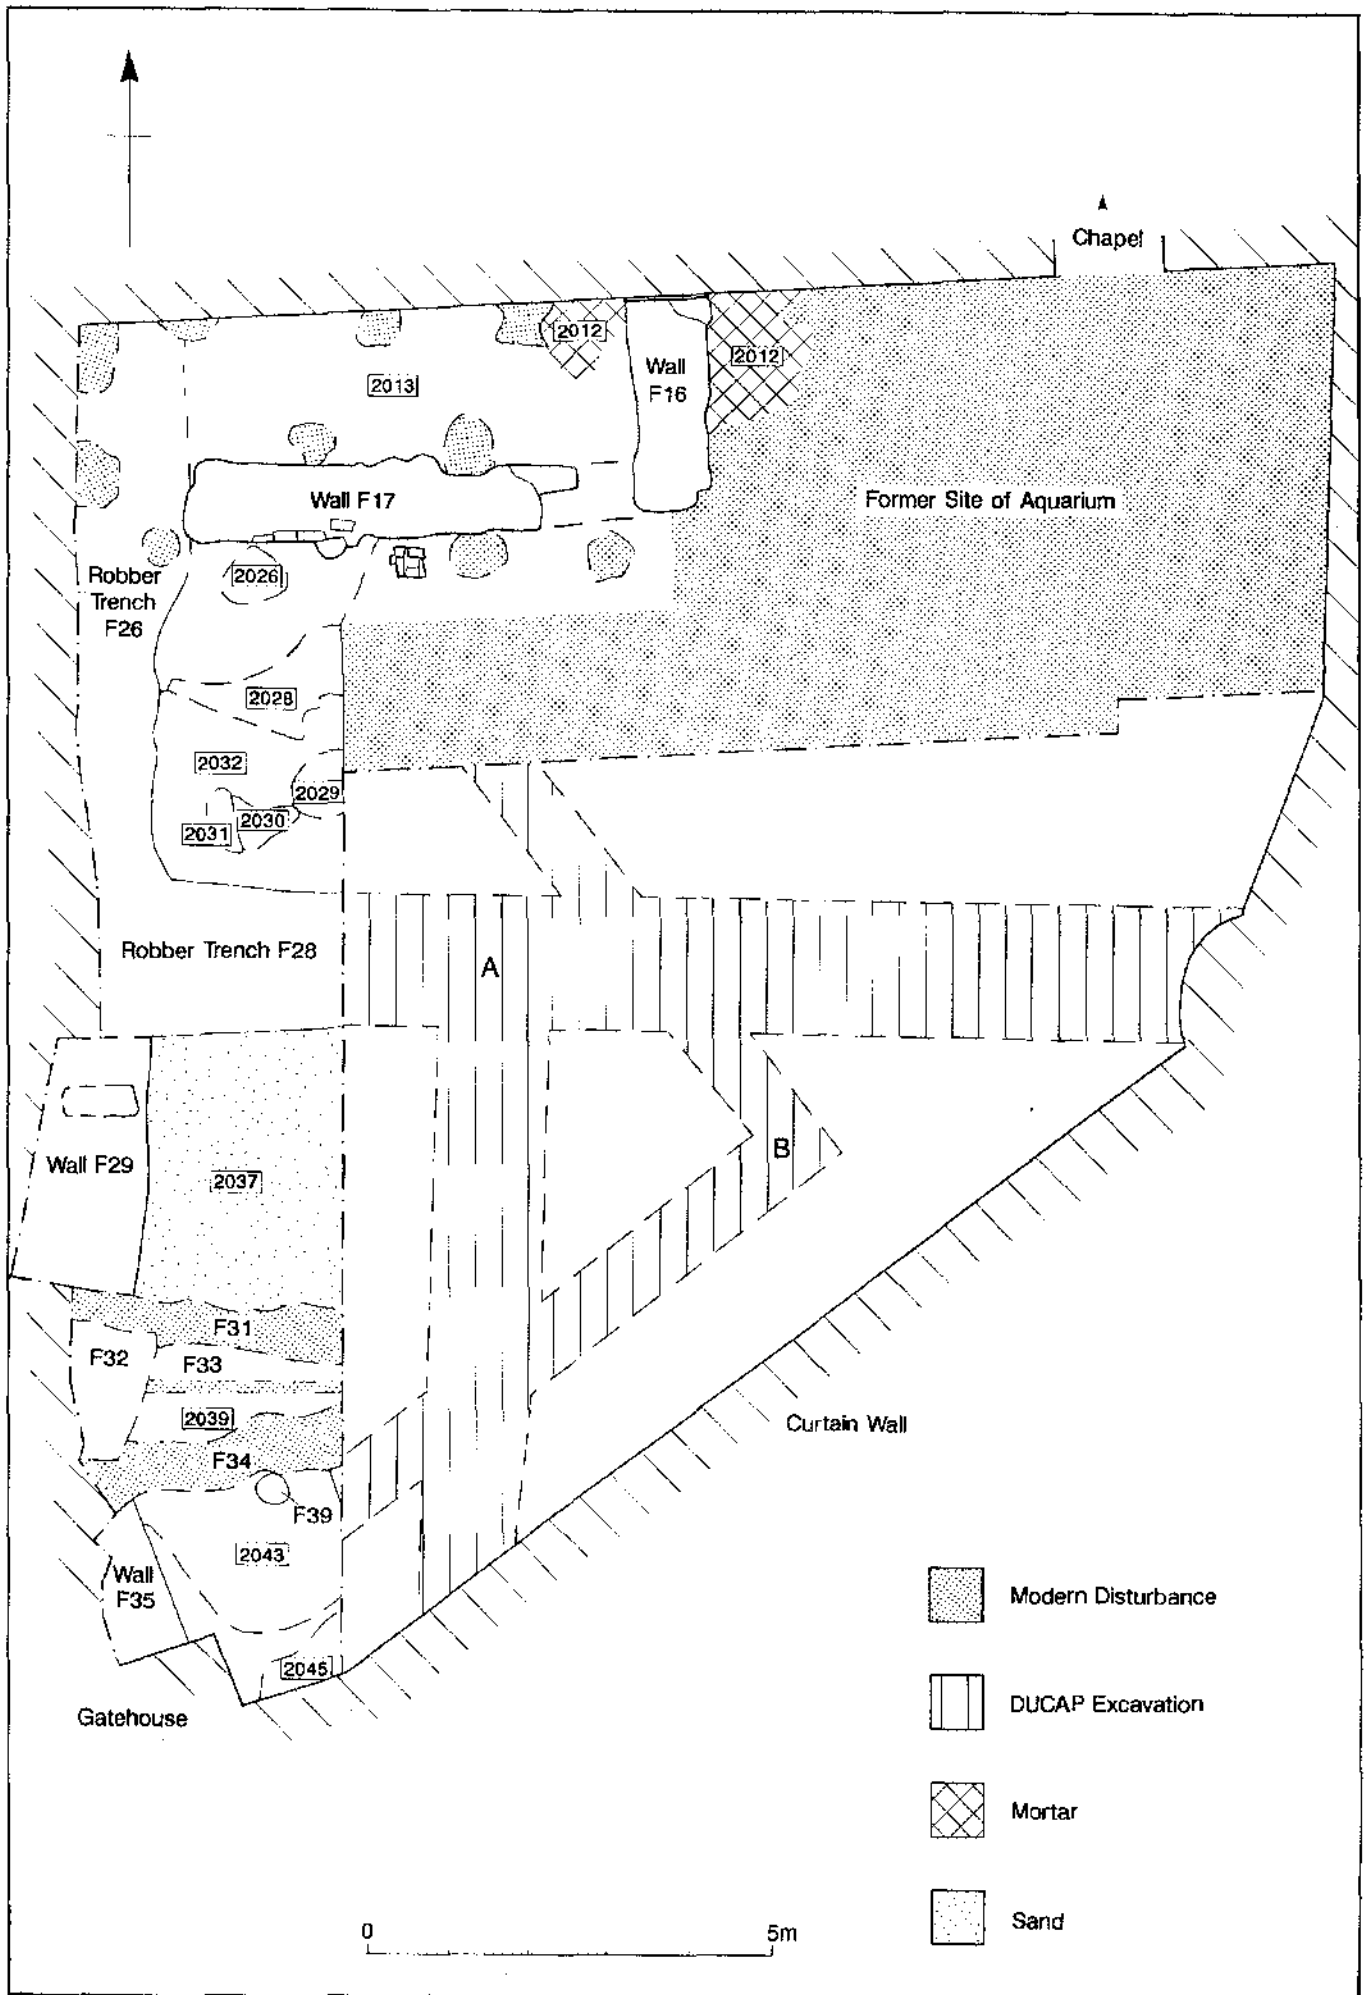 Chapel
2012
2012
Wall
F16
2013
Wall F17
Former Site of Aquarium
2026
Robber
Trench
F26
2028
2032
2029
2030
2031
Robber Trench F28
A
B
Wall F29
2037
F31
F32
F33
2039
F34
F39
2043
Wall
F35
2045
Gatehouse
Curtain Wall
Modern Disturbance
DUCAP Excavation
Mortar
Sand
0
5m